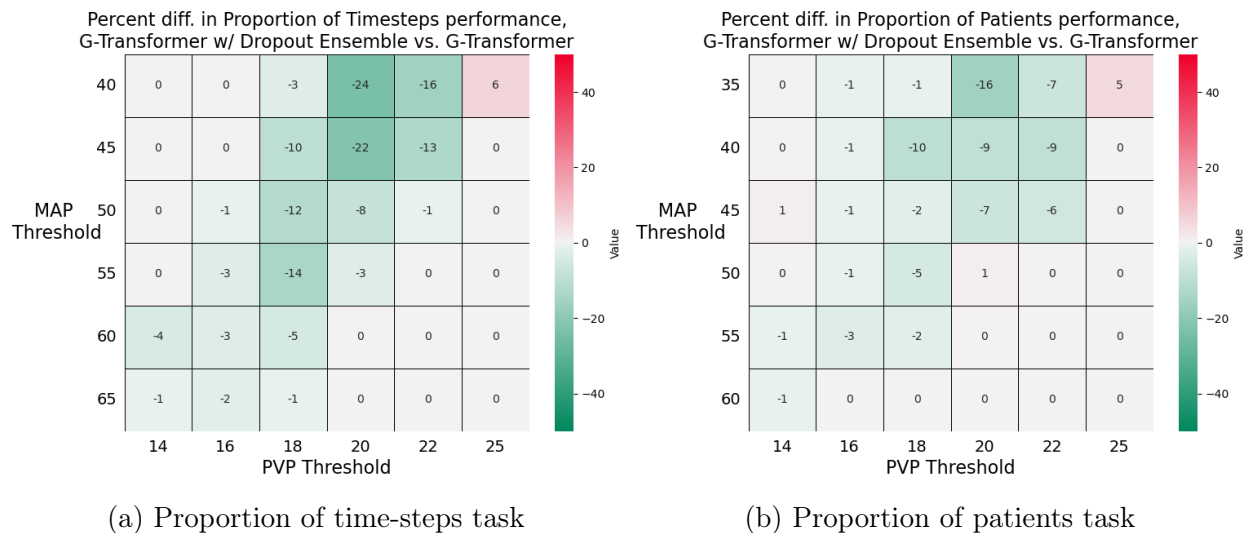 Percent diff. in Proportion of Timesteps performance,
G-Transformer w/ Dropout Ensemble vs. G-Transformer
40 0 0 -3 -24 -16 6
45 0 0 -10 -22 -13 0
MAP
Threshold
50 0 -1 -12 -8 -1 0
55 0 -3 -14 -3 0 0
60 -4 -3 -5 0 0 0
65 -1 -2 -1 0 0 0
14 16 18 20 22 25
PVP Threshold
40
20
0
−20
−40
Value
(a) Proportion of time-steps task
Percent diff. in Proportion of Patients performance,
G-Transformer w/ Dropout Ensemble vs. G-Transformer
35 0 -1 -1 -16 -7 5
40 0 -1 -10 -9 -9 0
MAP
Threshold
45 1 -1 -2 -7 -6 0
50 0 -1 -5 1 0 0
55 -1 -3 -2 0 0 0
60 -1 0 0 0 0 0
14 16 18 20 22 25
PVP Threshold
40
20
0
−20
−40
Value
(b) Proportion of patients task